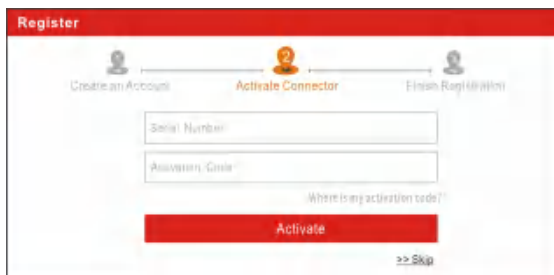 Register
2
Create an Account
Activate Connector
Finish Registration
Serial Number
Activation Code
Where is my activation code?
Activate
>> Skip